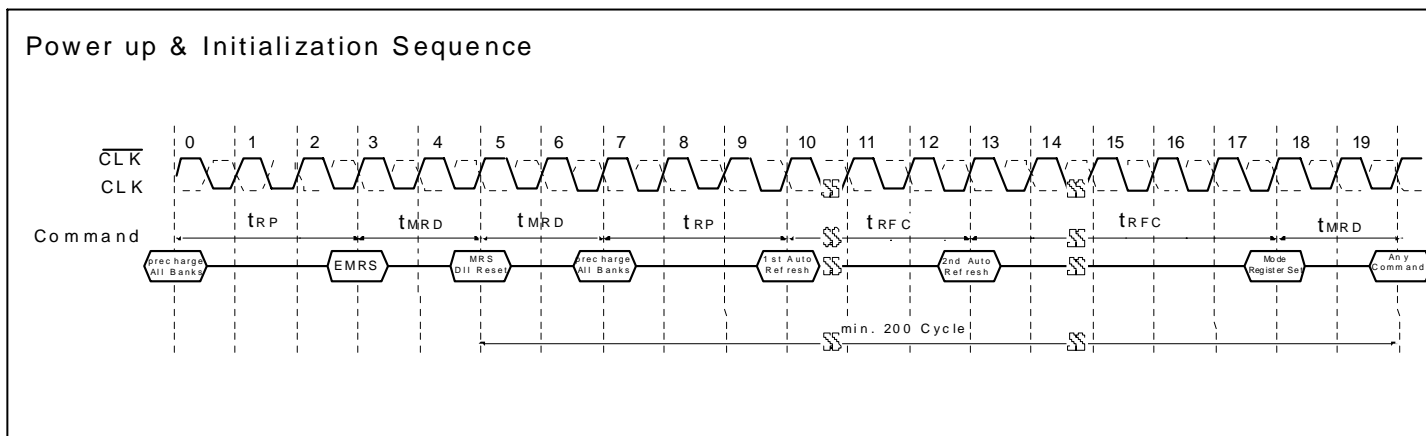 Power up & Initialization Sequence
0 1 2 3 4 5 6 7 8 9 10 11 12 13 14 15 16 17 18 19
CLK
CLK
tRP tMRD tMRD tRP tRFC tRFC tMRD
Command
precharge All Banks
EMRS
MRS Dll Reset
precharge All Banks
1st Auto Refresh
2nd Auto Refresh
Mode Register Set
Any Command
min. 200 Cycle